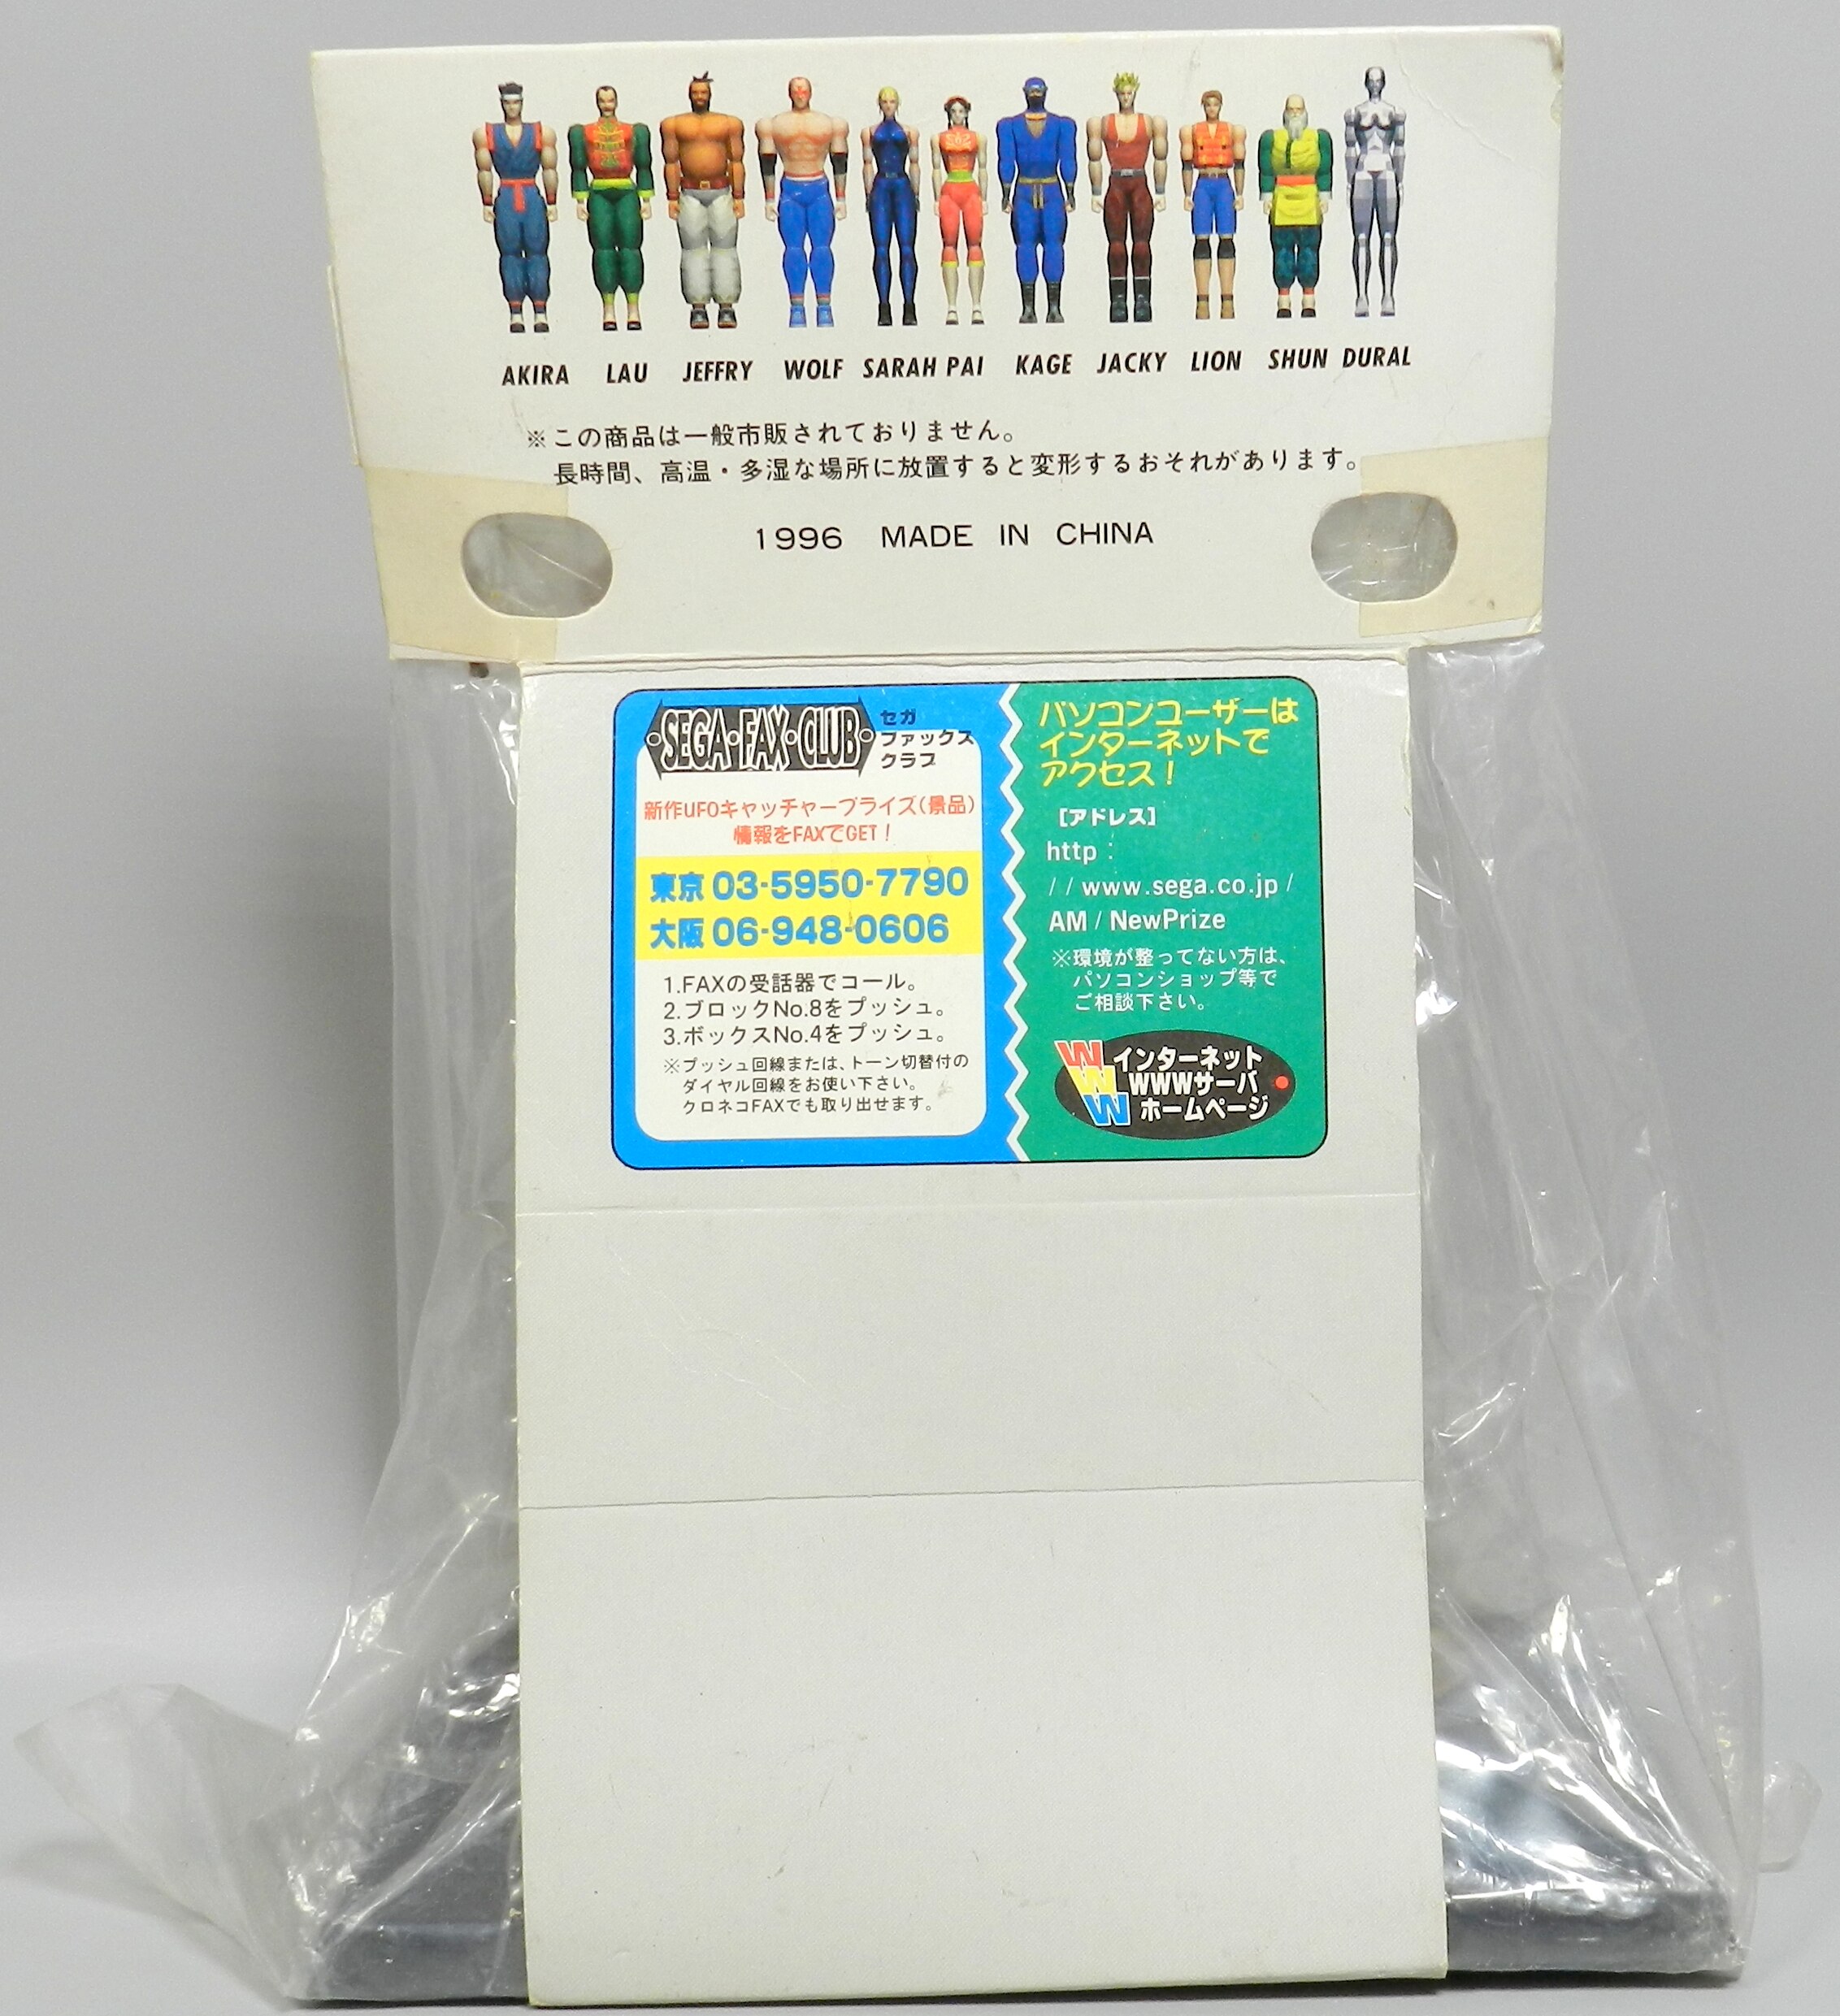 AKIRA LAU JEFFRY WOLF SARAH PAI KAGE JACKY LION SHUN DURAL
※この商品は一般市販されておりません。
長時間、高温・多湿な場所に放置すると変形するおそれがあります。
1996 MADE IN CHINA
SEGA・FAX・CLUB
セガ
ファックス
クラブ
新作UFOキャッチャープライズ(景品)
情報をFAXでGET!
東京 03-5950-7790
大阪 06-948-0606
1.FAXの受話器でコール。
2.ブロックNo.8をプッシュ。
3.ボックスNo.4をプッシュ。
※プッシュ回線または、トーン切替付の
ダイヤル回線をお使い下さい。
クロネコFAXでも取り出せます。
パソコンユーザーは
インターネットで
アクセス!
[アドレス]
http:
//www.sega.co.jp/
AM/NewPrize
※環境が整ってない方は、
パソコンショップ等で
ご相談下さい。
WWW
インターネット
WWWサーバ
ホームページ